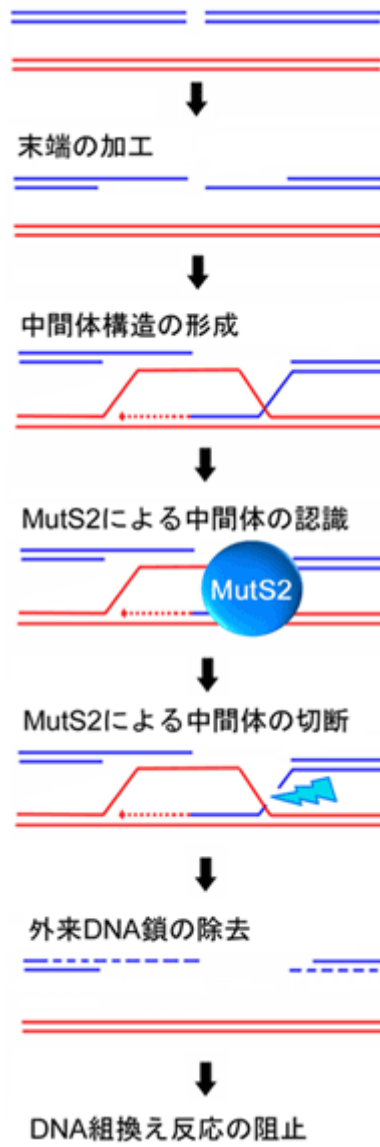 末端の加工
中間体構造の形成
MutS2による中間体の認識
MutS2
MutS2による中間体の切断
外来DNA鎖の除去
DNA組換え反応の阻止